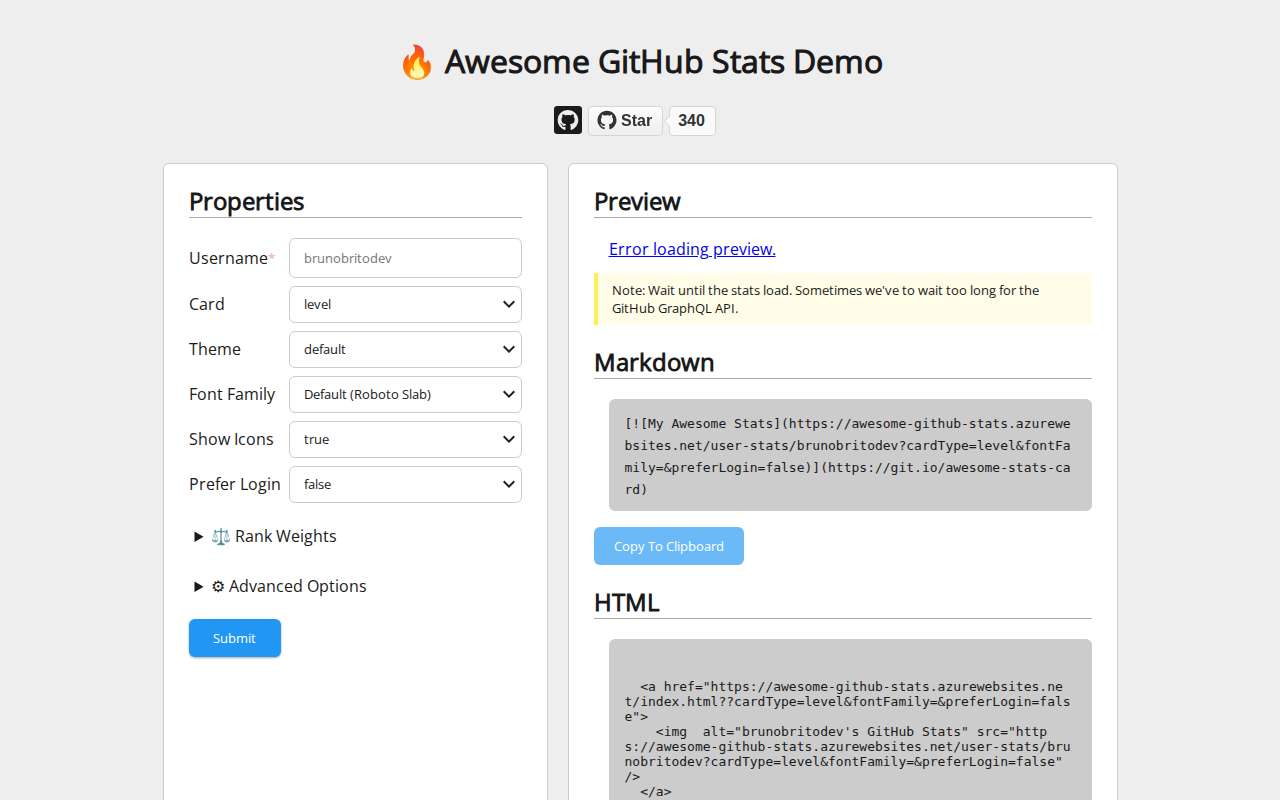 🔥 Awesome GitHub Stats Demo
Star 340
Properties
Username*
brunobritodev
Card
level
Theme
default
Font Family
Default (Roboto Slab)
Show Icons
true
Prefer Login
false
▶ ⚖️ Rank Weights
▶ ⚙ Advanced Options
Submit
Preview
Error loading preview.
Note: Wait until the stats load. Sometimes we've to wait too long for the
GitHub GraphQL API.
Markdown
[![My Awesome Stats](https://awesome-github-stats.azurewe
bsites.net/user-stats/brunobritodev?cardType=level&fontFa
mily=&preferLogin=false)](https://git.io/awesome-stats-ca
rd)
Copy To Clipboard
HTML
<a href="https://awesome-github-stats.azurewebsites.ne
t/index.html??cardType=level&fontFamily=&preferLogin=fals
e">
<img  alt="brunobritodev's GitHub Stats" src="http
s://awesome-github-stats.azurewebsites.net/user-stats/bru
nobritodev?cardType=level&fontFamily=&preferLogin=false"
/>
</a>